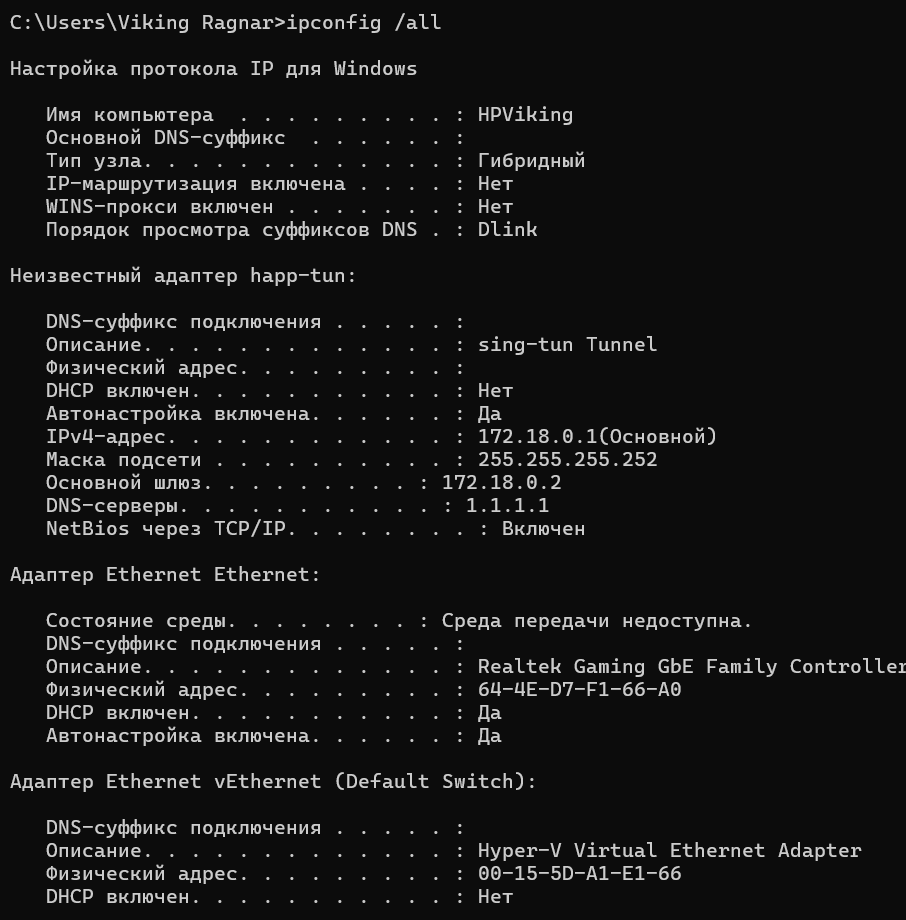 C:\Users\Viking Ragnar>ipconfig /all
Настройка протокола IP для Windows
Имя компьютера  . . . . . . . . . : HPViking
Основной DNS-суффикс  . . . . . . :
Тип узла. . . . . . . . . . . . . : Гибридный
IP-маршрутизация включена . . . . : Нет
WINS-прокси включен . . . . . . . : Нет
Порядок просмотра суффиксов DNS . : Dlink
Неизвестный адаптер happ-tun:
DNS-суффикс подключения . . . . . :
Описание. . . . . . . . . . . . . : sing-tun Tunnel
Физический адрес. . . . . . . . . :
DHCP включен. . . . . . . . . . . : Нет
Автонастройка включена. . . . . . : Да
IPv4-адрес. . . . . . . . . . . . : 172.18.0.1(Основной)
Маска подсети . . . . . . . . . . : 255.255.255.252
Основной шлюз. . . . . . . . . : 172.18.0.2
DNS-серверы. . . . . . . . . . . : 1.1.1.1
NetBios через TCP/IP. . . . . . . . : Включен
Адаптер Ethernet Ethernet:
Состояние среды. . . . . . . . : Среда передачи недоступна.
DNS-суффикс подключения . . . . . :
Описание. . . . . . . . . . . . . : Realtek Gaming GbE Family Controller
Физический адрес. . . . . . . . . : 64-4E-D7-F1-66-A0
DHCP включен. . . . . . . . . . . : Да
Автонастройка включена. . . . . . : Да
Адаптер Ethernet vEthernet (Default Switch):
DNS-суффикс подключения . . . . . :
Описание. . . . . . . . . . . . . : Hyper-V Virtual Ethernet Adapter
Физический адрес. . . . . . . . . : 00-15-5D-A1-E1-66
DHCP включен. . . . . . . . . . . : Нет